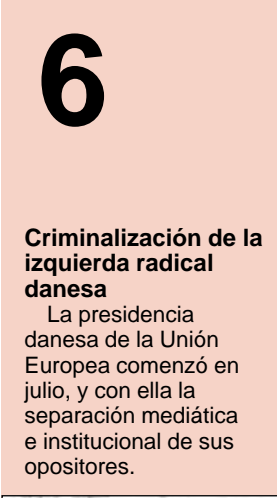 6
Criminalización de la
izquierda radical
danesa
La presidencia
danesa de la Unión
Europea comenzó en
julio, y con ella la
separación mediática
e institucional de sus
opositores.